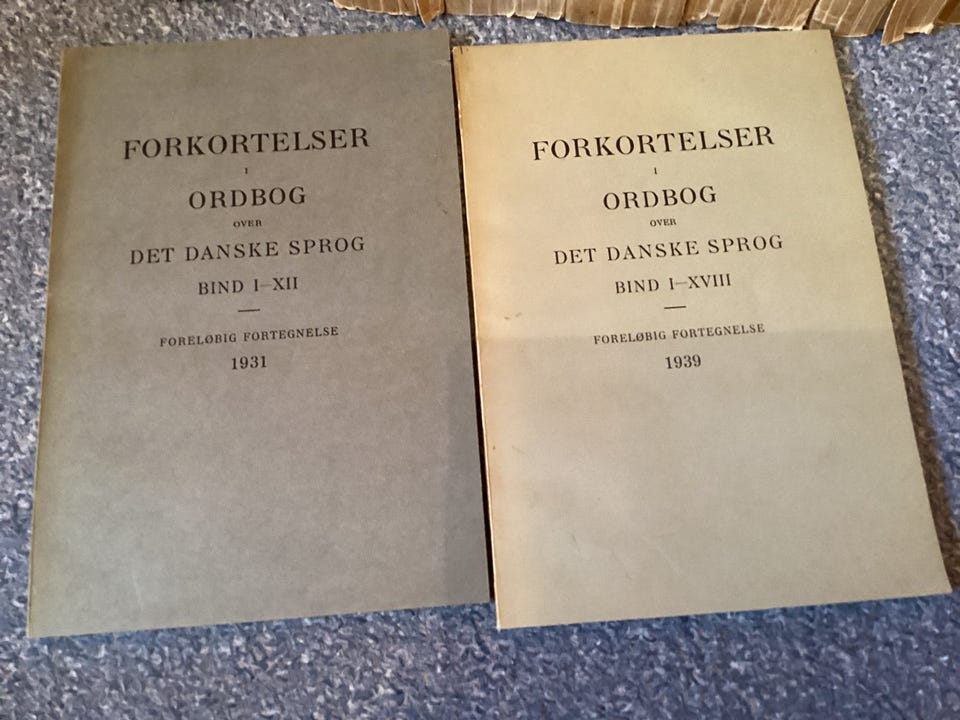 FORKORTELSER
I
ORDBOG
OVER
DET DANSKE SPROG
BIND I—XII
FORELØBIG FORTEGNELSE
1931
FORKORTELSER
I
ORDBOG
OVER
DET DANSKE SPROG
BIND I—XVIII
FORELØBIG FORTEGNELSE
1939